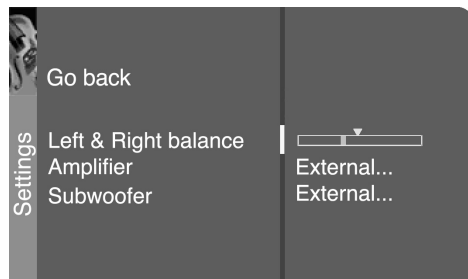 Go back
Settings
Left & Right balance
Amplifier External...
Subwoofer External...